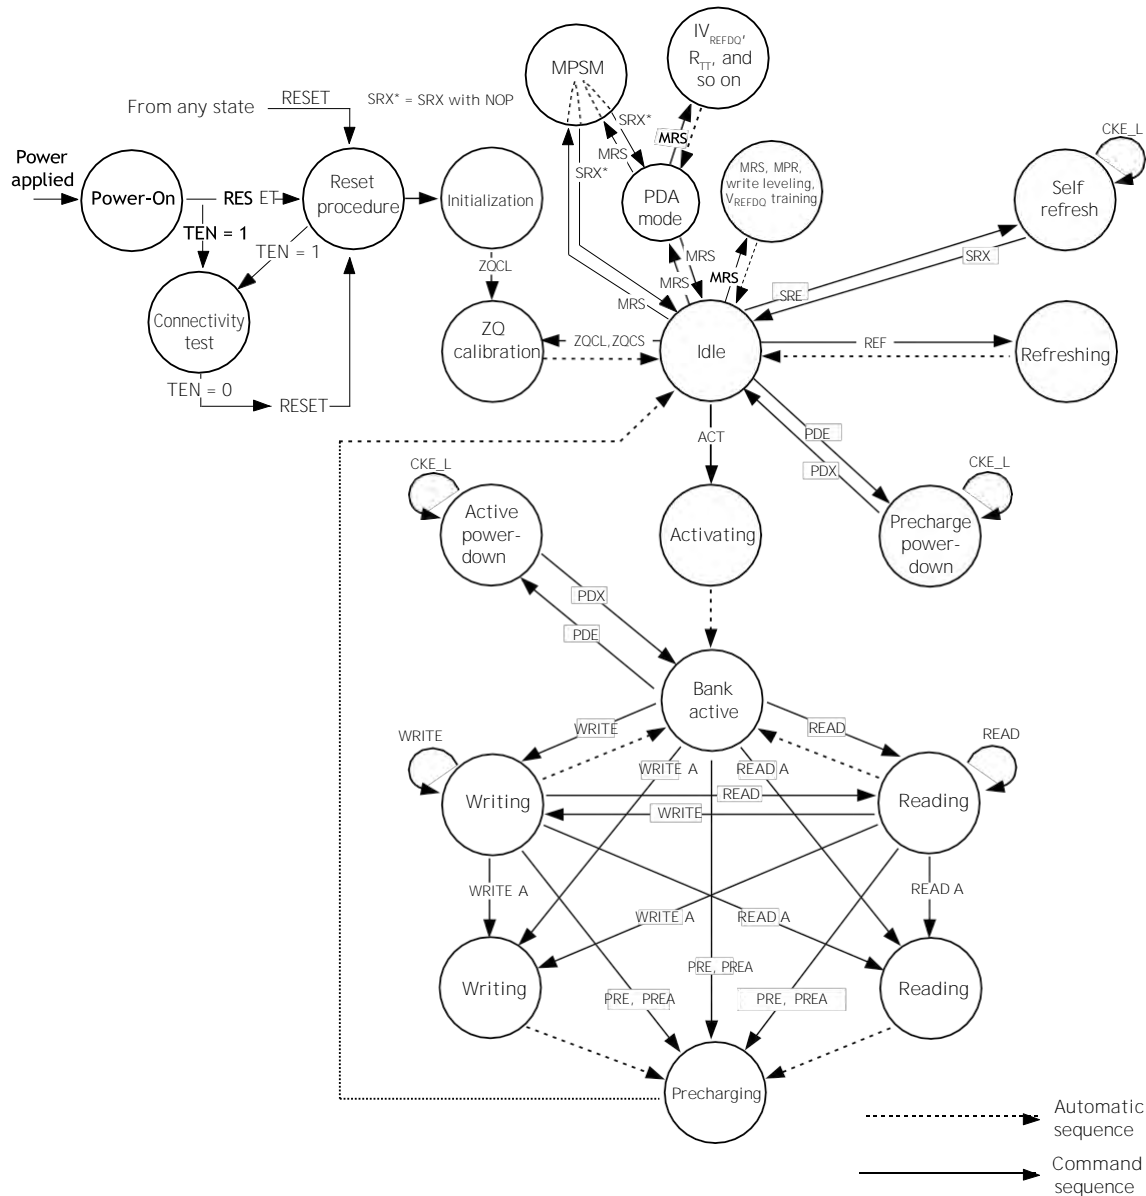 IV REFDQ,
R TT, and
so on
MPSM
From any state
RESET
SRX* = SRX with NOP
SRX*
MRS
MRS
CKE_L
Power
applied
Power-On
RES ET
Reset
procedure
Initialization
SRX*
PDA
mode
MRS, MPR,
write leveling,
V REFDQ training
Self
refresh
TEN = 1
TEN = 1
ZQCL
MRS
MRS
MRS
MRS
SRX
SRE
Connectivity
test
ZQ
calibration
ZQCL,ZQCS
Idle
REF
Refreshing
TEN = 0
RESET
ACT
PDE
PDX
CKE_L
CKE_L
Active
power-
down
Activating
Precharge
power-
down
PDX
PDE
Bank
active
WRITE
WRITE
READ
READ
WRITE A
READ A
Writing
READ
WRITE
Reading
WRITE A
READ A
WRITE A
READ A
PRE, PREA
Writing
PRE, PREA
PRE, PREA
Reading
Precharging
Automatic
sequence
Command
sequence